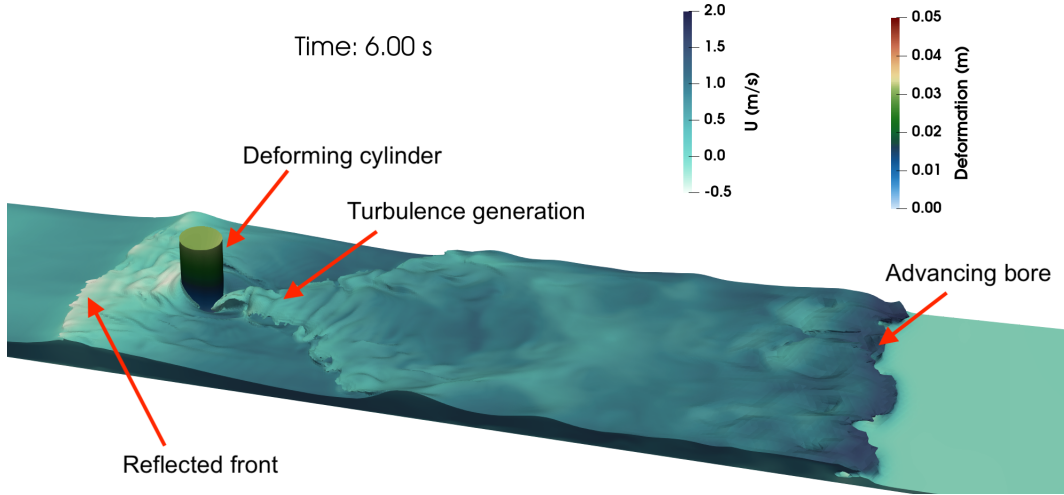 Time: 6.00 s
2.0
1.5
1.0
0.5
0.0
-0.5
U (m/s)
0.05
0.04
0.03
0.02
0.01
0.00
Deformation (m)
Deforming cylinder
Turbulence generation
Advancing bore
Reflected front